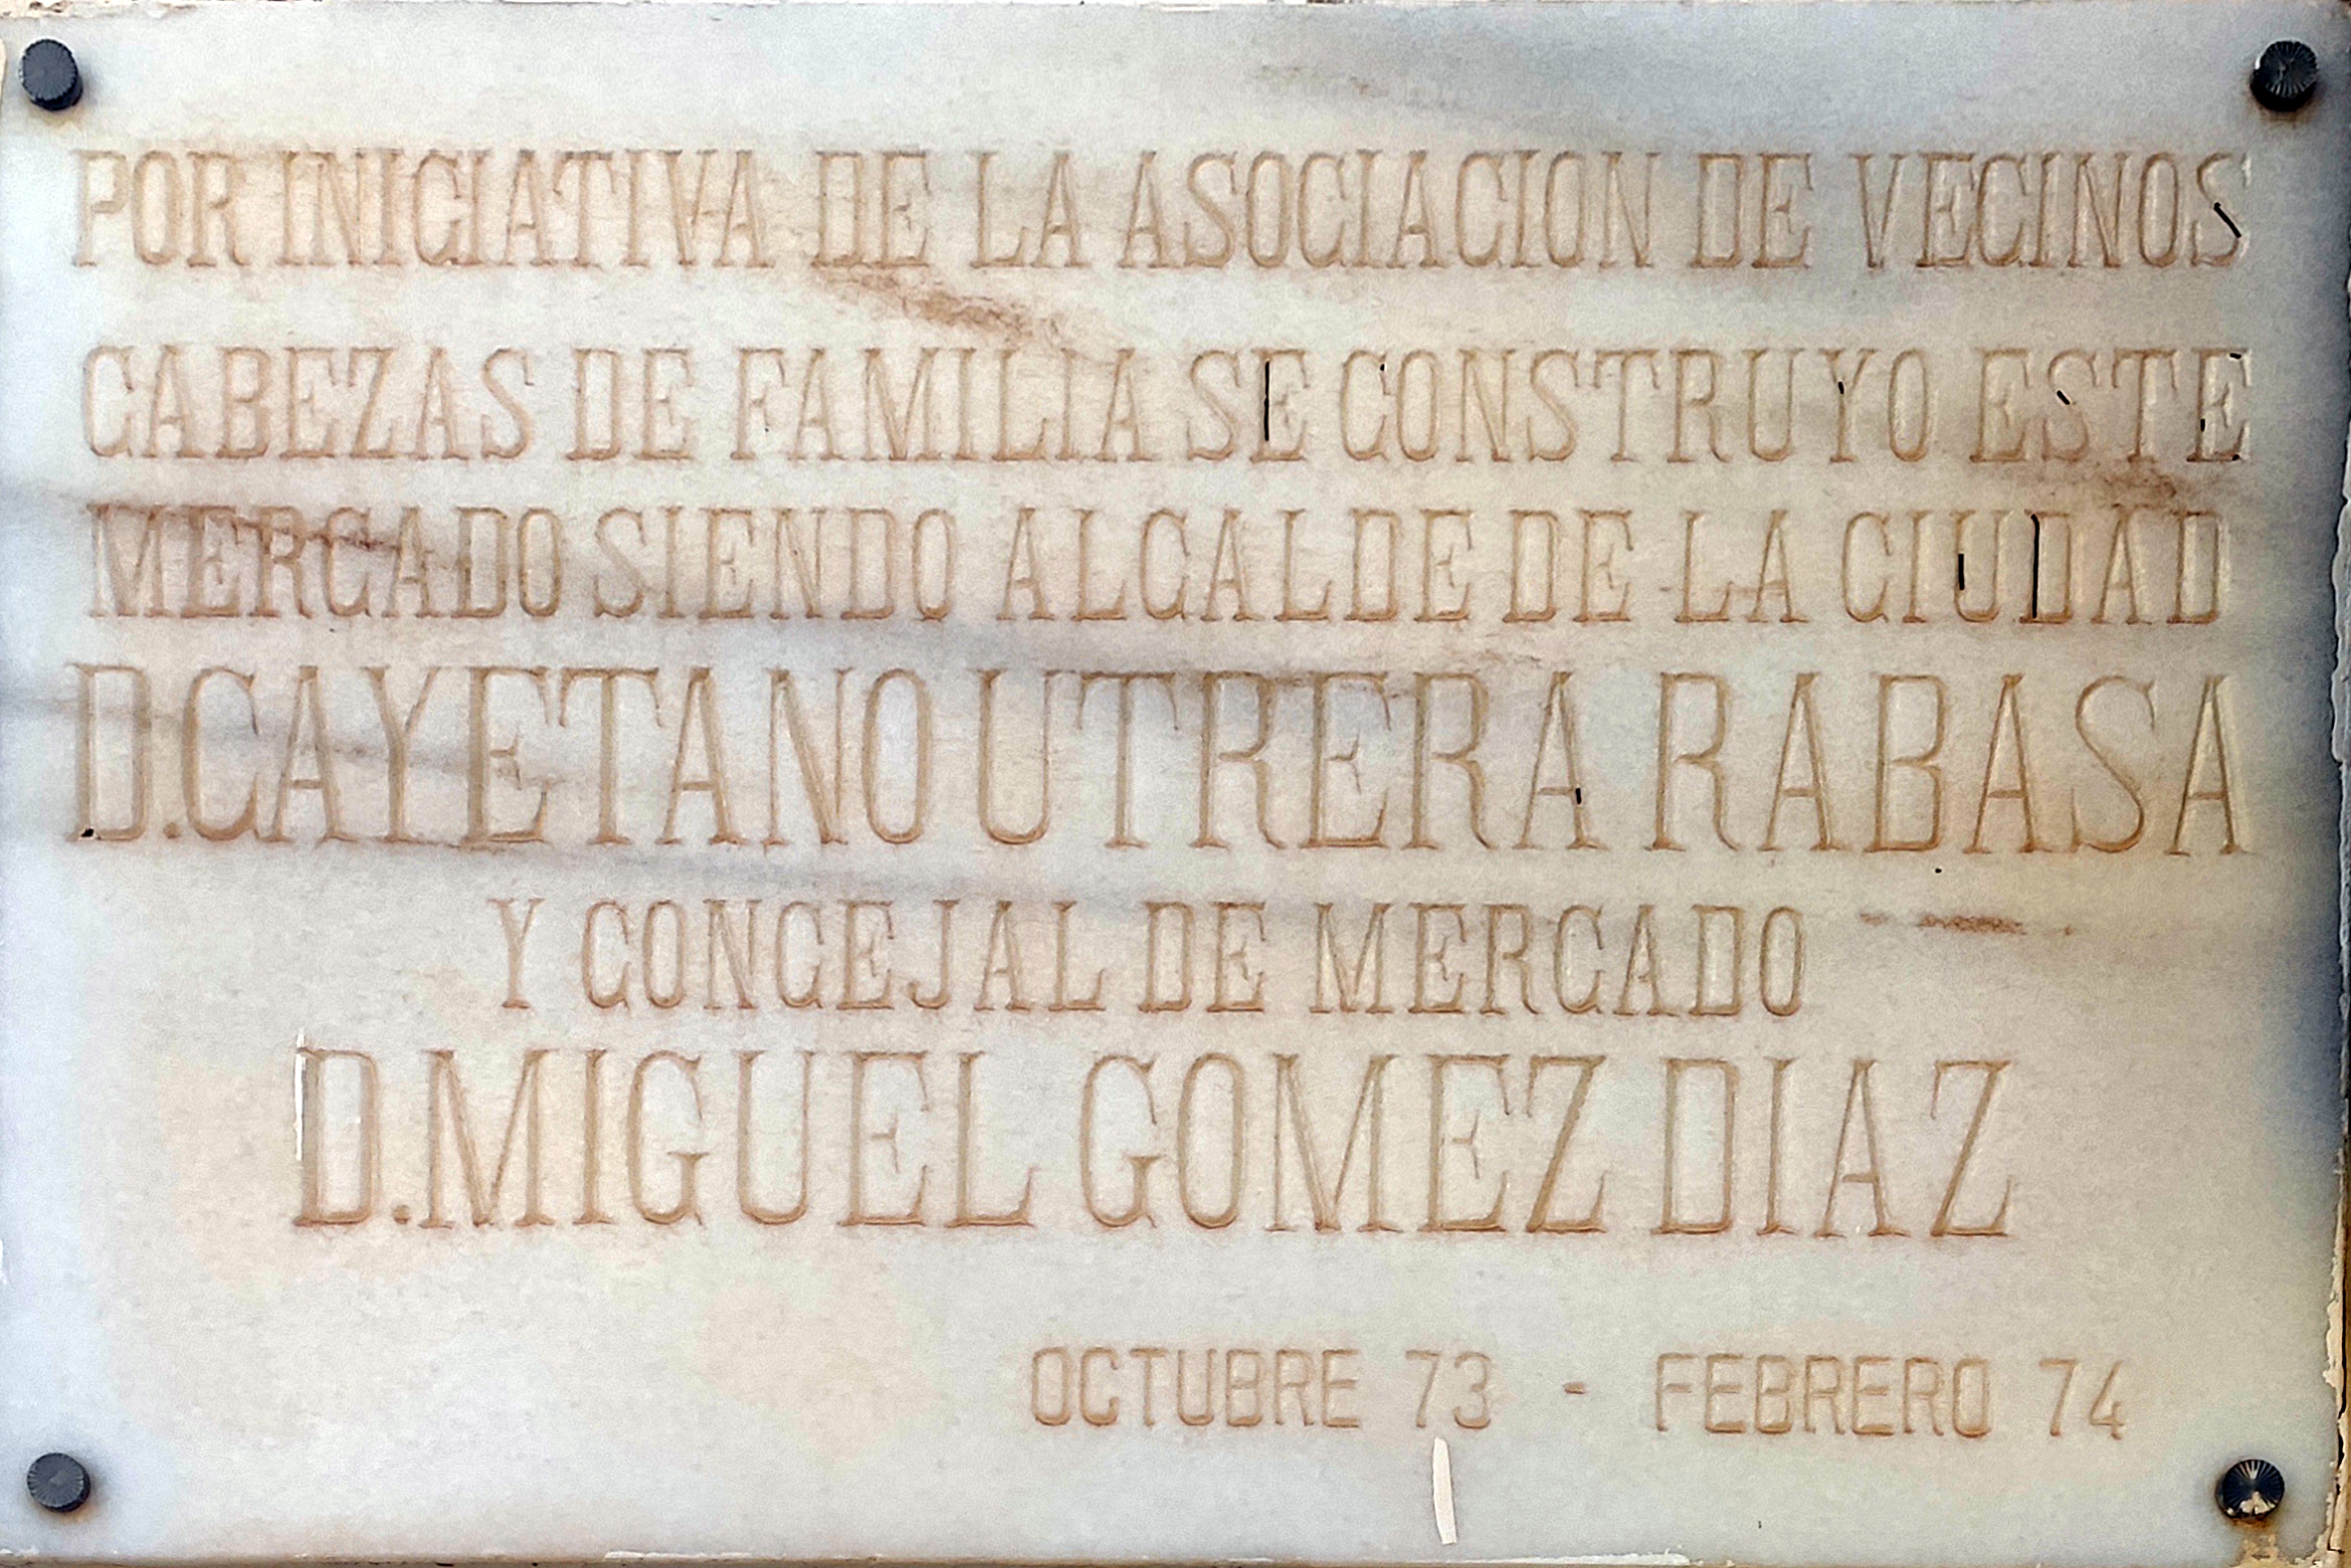 POR INICIATIVA DE LA ASOCIACION DE VECINOS
CABEZAS DE FAMILIA SE CONSTRUYO ESTE
MERCADO SIENDO ALCALDE DE LA CIUDAD
D.CAYETANO UTRERA RABASA
Y CONCEJAL DE MERCADO
D.MIGUEL GOMEZ DIAZ
OCTUBRE 73 - FEBRERO 74